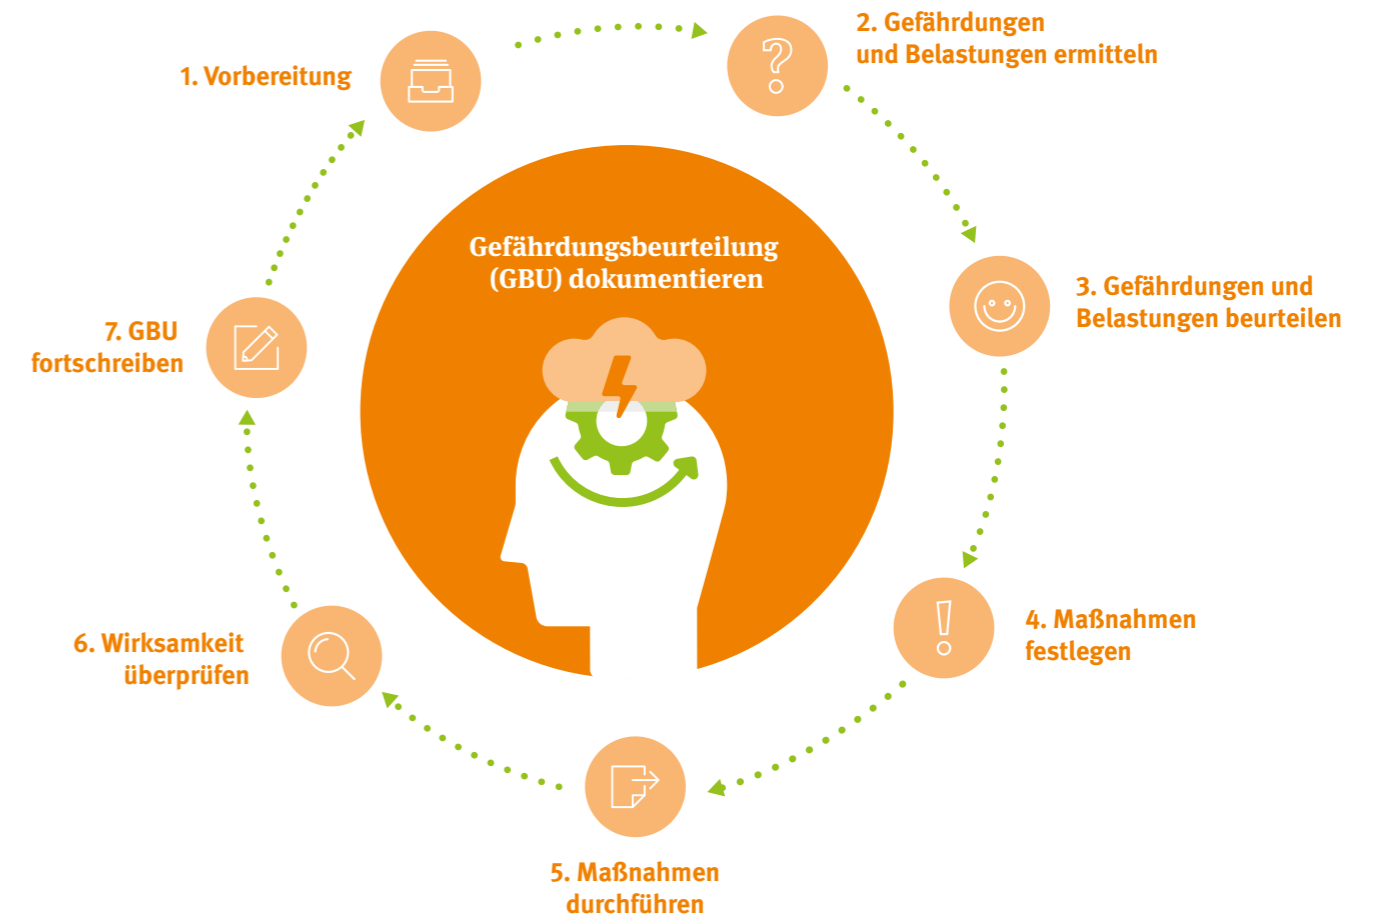 1. Vorbereitung
2. Gefährdungen
und Belastungen ermitteln
3. Gefährdungen und
Belastungen beurteilen
4. Maßnahmen
festlegen
5. Maßnahmen
durchführen
6. Wirksamkeit
überprüfen
7. GBU
fortschreiben
Gefährdungsbeurteilung
(GBU) dokumentieren